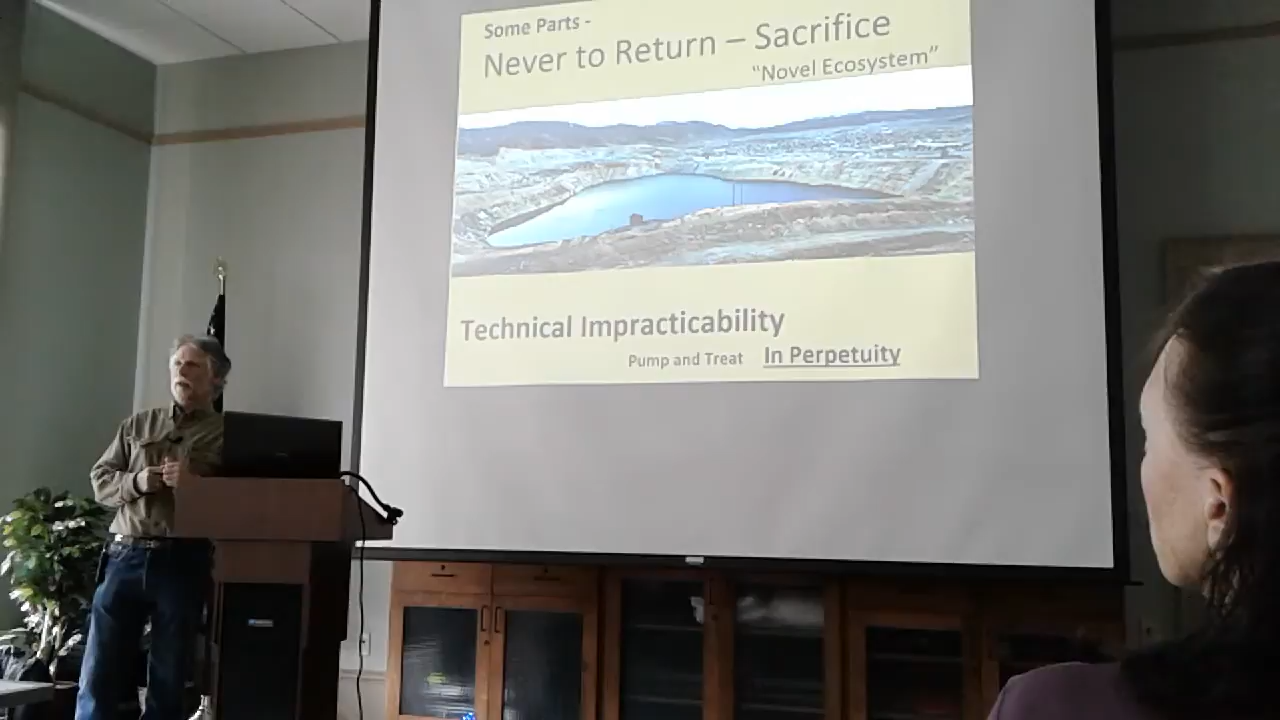 Some Parts -
Never to Return – Sacrifice
“Novel Ecosystem”
Technical Impracticability
Pump and Treat In Perpetuity